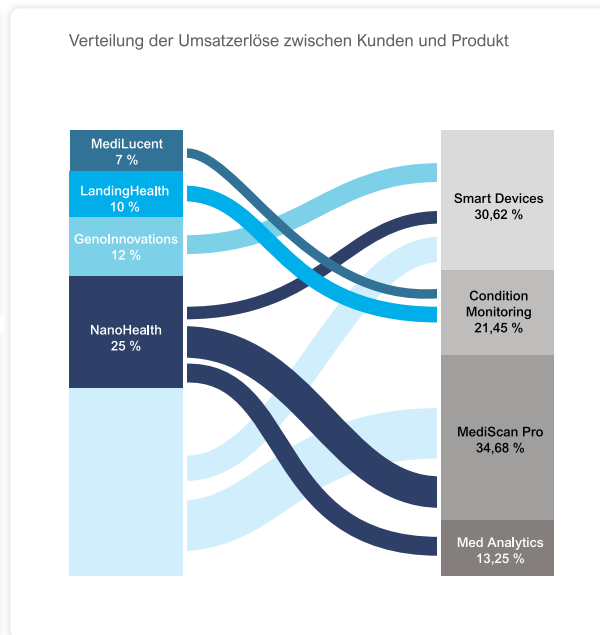 Verteilung der Umsatzerlöse zwischen Kunden und Produkt
MediLucent
7 %
LandingHealth
10 %
GenoInnovations
12 %
NanoHealth
25 %
Smart Devices
30,62 %
Condition
Monitoring
21,45 %
MediScan Pro
34,68 %
Med Analytics
13,25 %